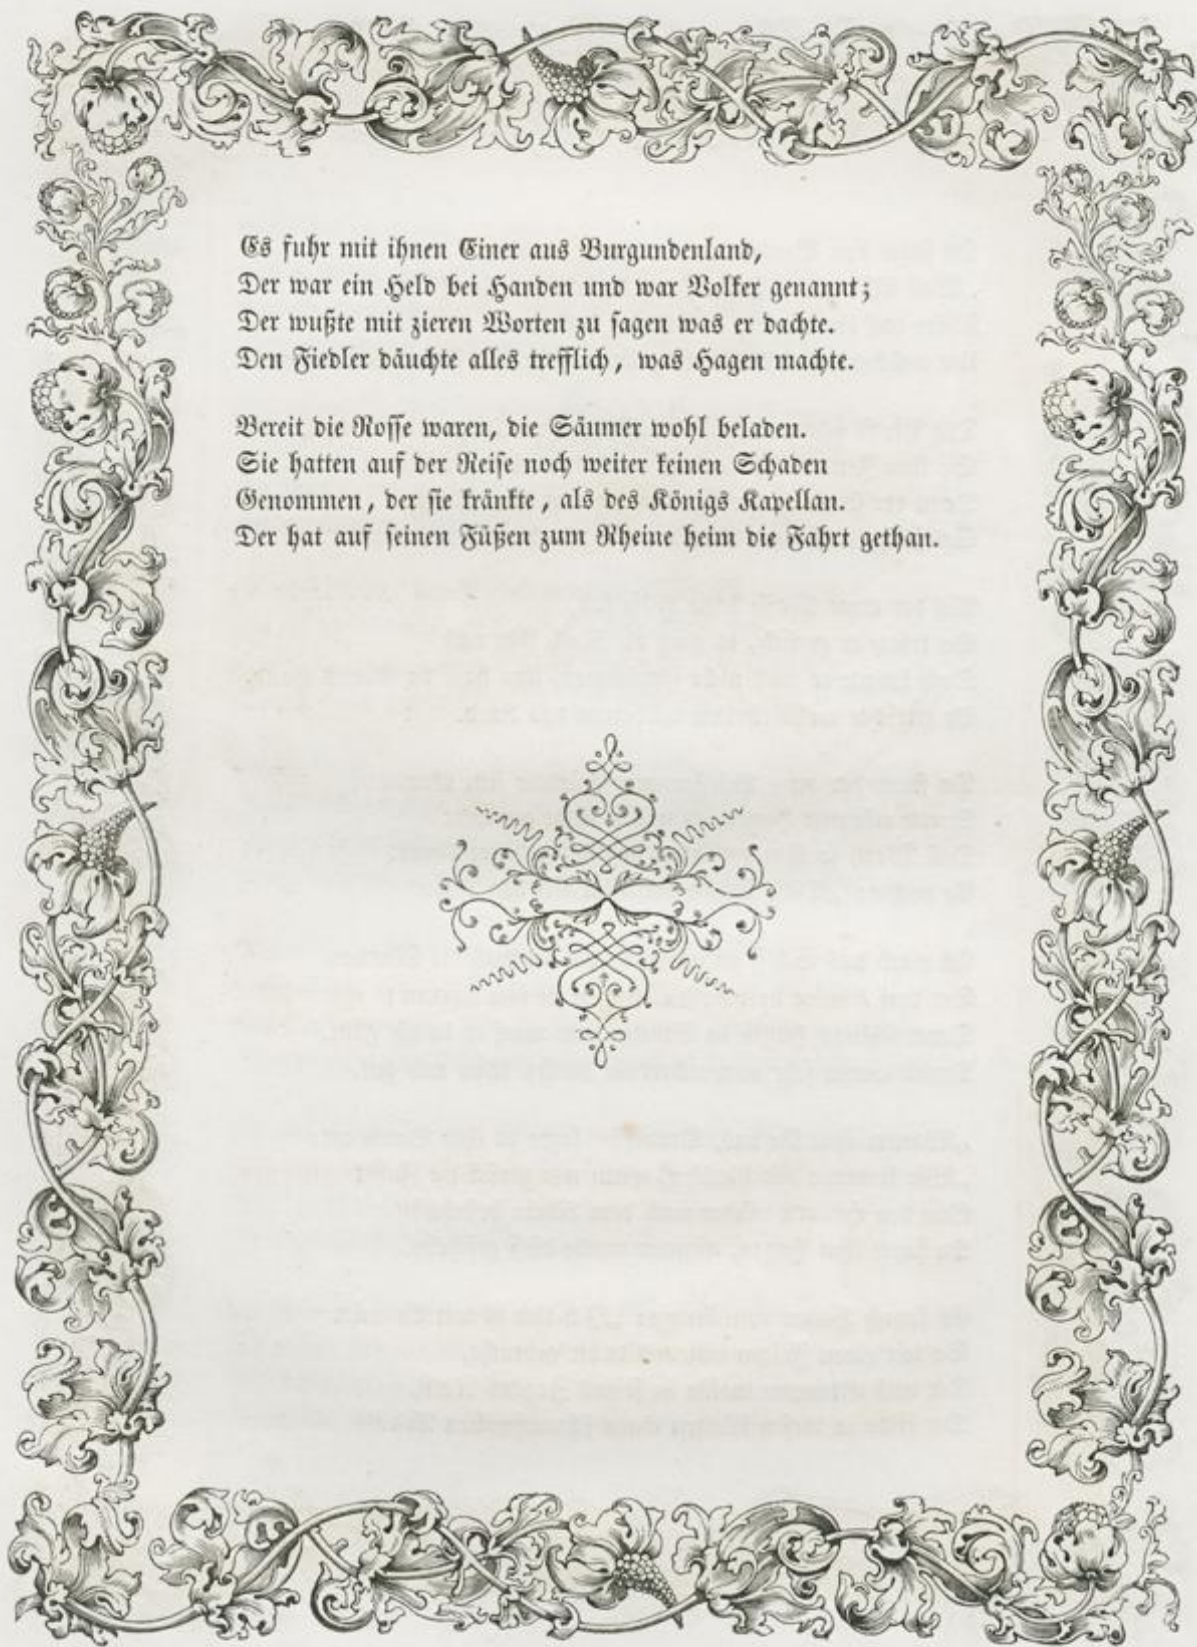 Es fuhr mit ihnen Einer aus Burgundenland,
Der war ein Held bei Handen und war Volker genannt;
Der wußte mit zieren Worten zu sagen was er dachte.
Den Fiedler däuchte alles trefflich, was Hagen machte.

Bereit die Rosse waren, die Säumer wohl beladen.
Sie hatten auf der Reise noch weiter keinen Schaden
Genommen, der sie kränkte, als des Königs Kapellan.
Der hat auf seinen Füßen zum Rheine heim die Fahrt gethan.